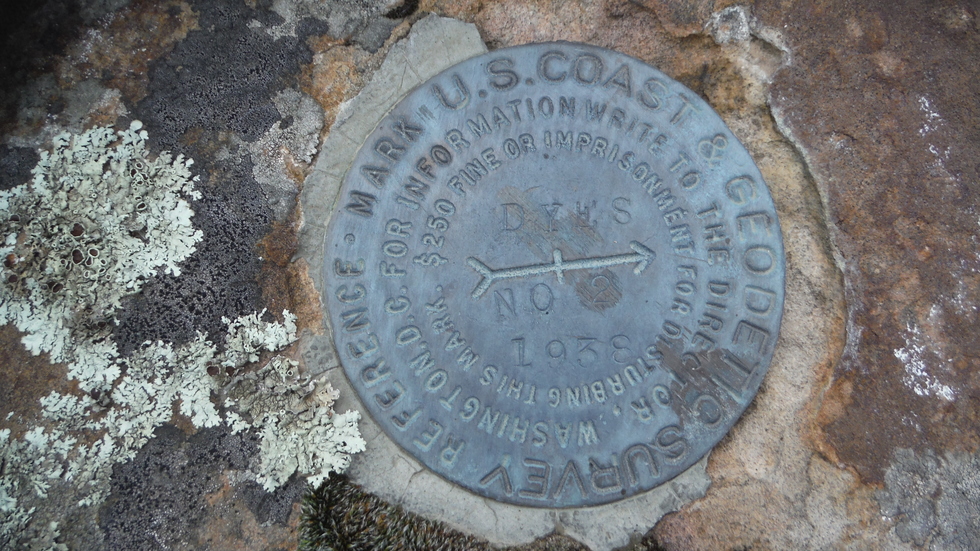 U.S. COAST & GEODETIC SURVEY
REFERENCE MARK
FOR INFORMATION WRITE TO THE DIRECTOR, WASHINGTON, D.C.
$250 FINE OR IMPRISONMENT FOR DISTURBING THIS MARK.
NO 2
1938